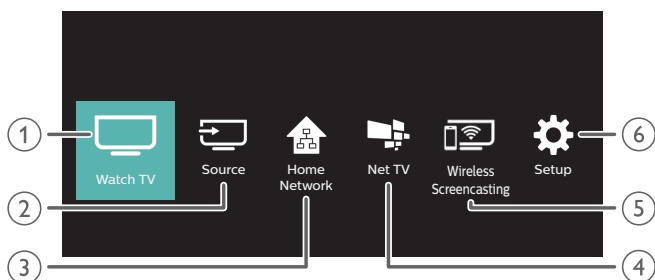 1
6
Watch TV
Source
Home
Network
Net TV
Wireless
Screencasting
Setup
2
5
3
4